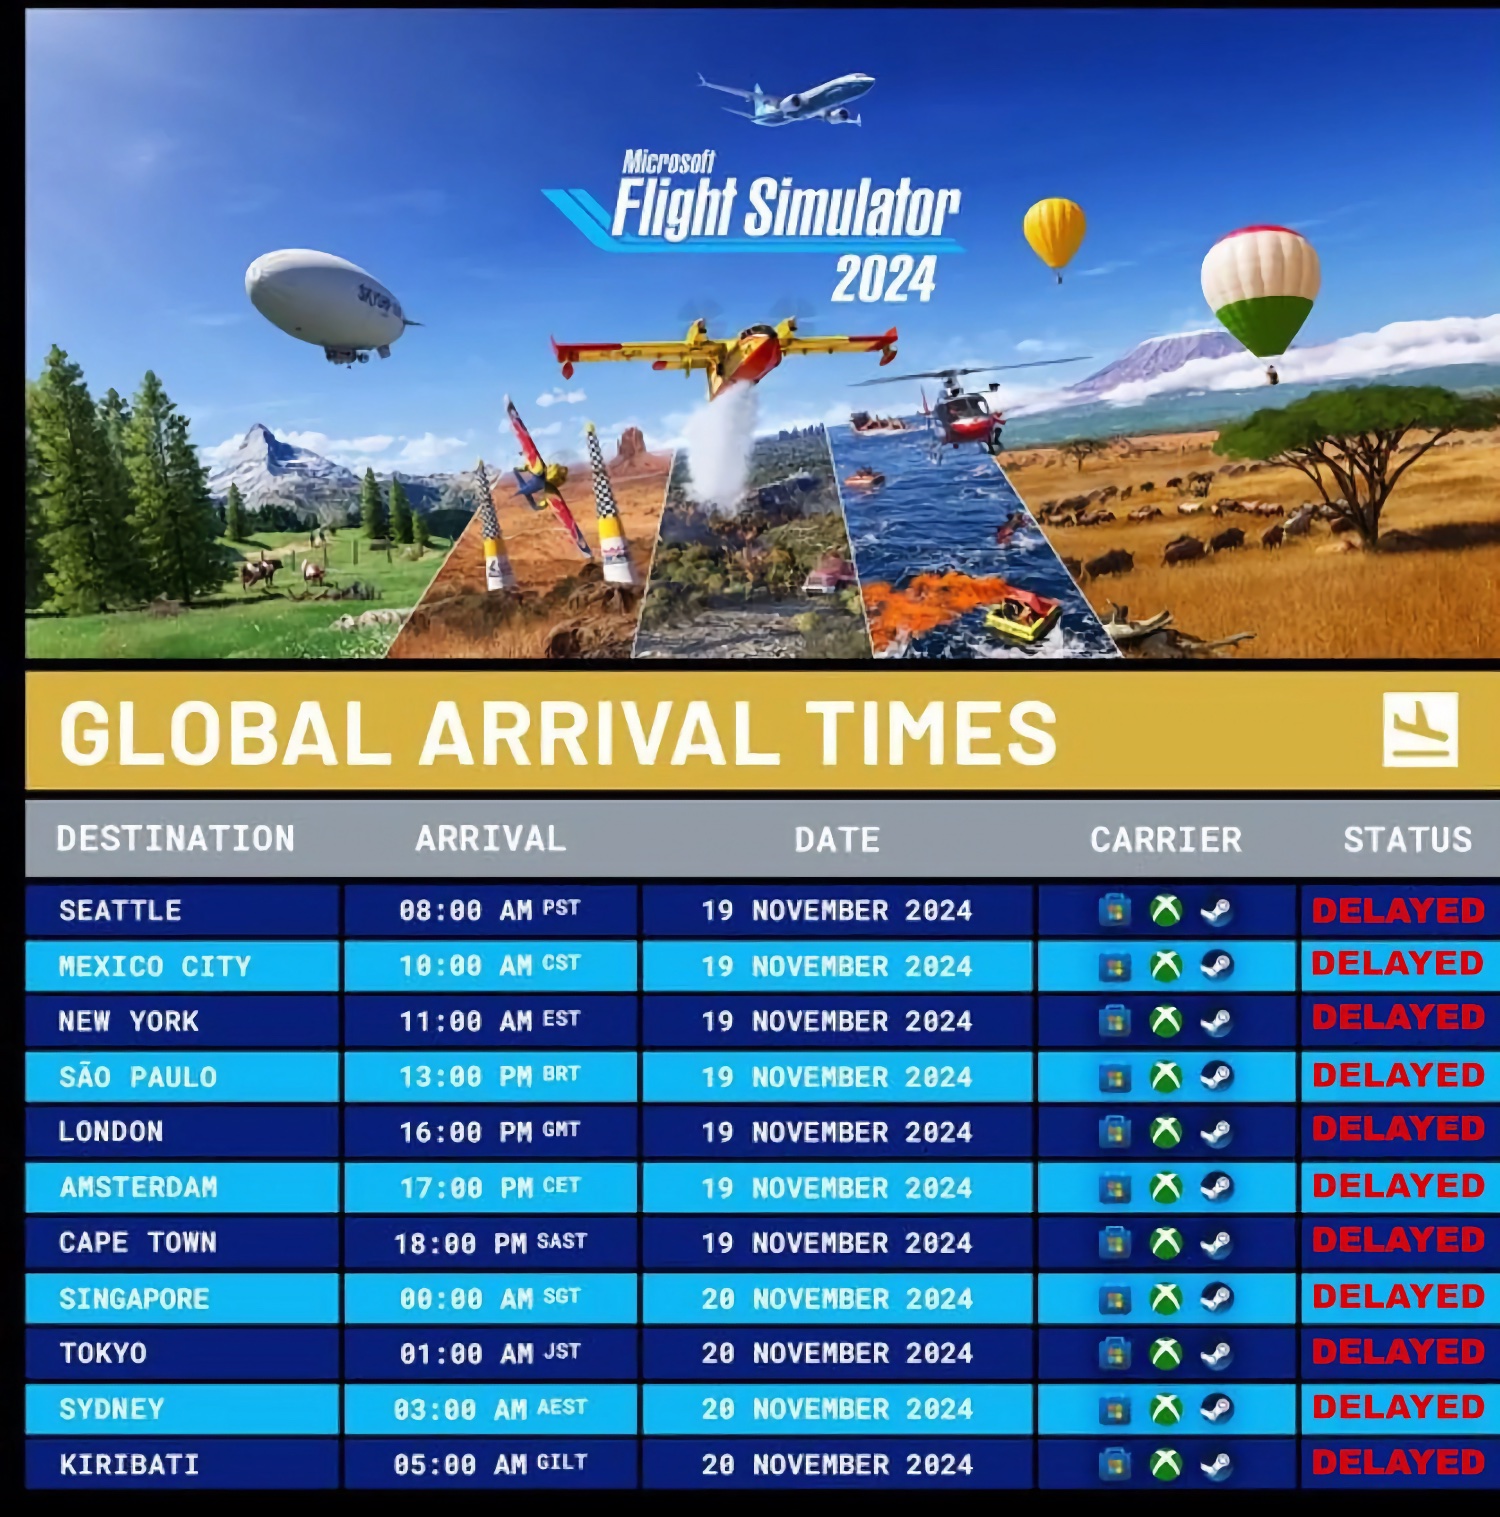 Microsoft
Flight Simulator
2024
GLOBAL ARRIVAL TIMES
DESTINATION ARRIVAL DATE CARRIER STATUS
SEATTLE 08:00 AM PST 19 NOVEMBER 2024 DELAYED
MEXICO CITY 10:00 AM CST 19 NOVEMBER 2024 DELAYED
NEW YORK 11:00 AM EST 19 NOVEMBER 2024 DELAYED
SÃO PAULO 13:00 PM BRT 19 NOVEMBER 2024 DELAYED
LONDON 16:00 PM GMT 19 NOVEMBER 2024 DELAYED
AMSTERDAM 17:00 PM CET 19 NOVEMBER 2024 DELAYED
CAPE TOWN 18:00 PM SAST 19 NOVEMBER 2024 DELAYED
SINGAPORE 00:00 AM SGT 20 NOVEMBER 2024 DELAYED
TOKYO 01:00 AM JST 20 NOVEMBER 2024 DELAYED
SYDNEY 03:00 AM AEST 20 NOVEMBER 2024 DELAYED
KIRIBATI 05:00 AM GILT 20 NOVEMBER 2024 DELAYED